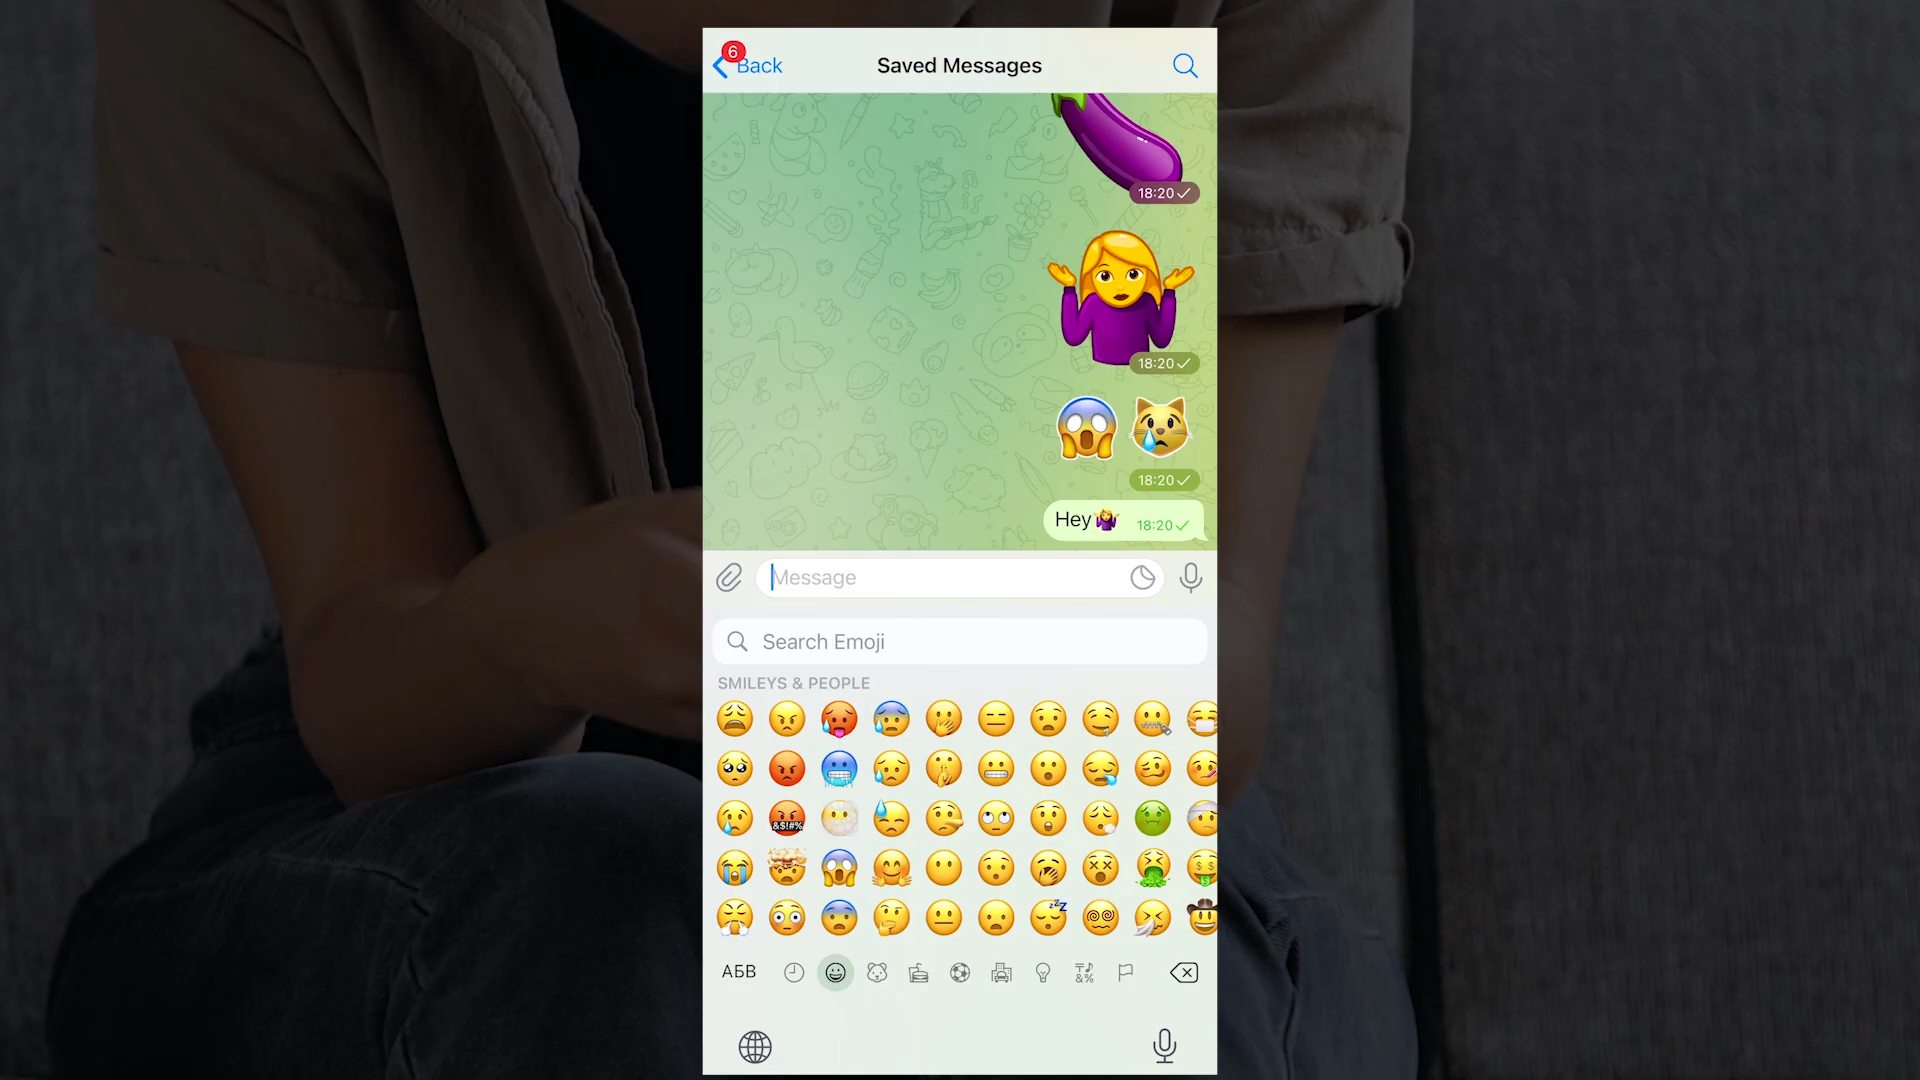 6
Back
Saved Messages
18:20
18:20
18:20
Hey
18:20
Message
Search Emoji
SMILEYS & PEOPLE
&$!#%
zzZ
АБВ